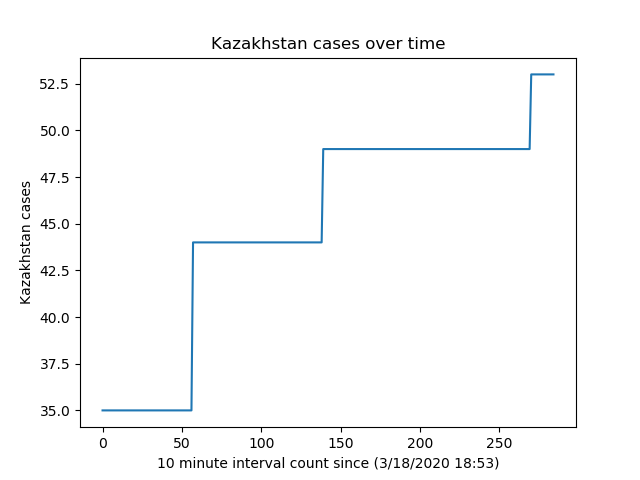 Kazakhstan cases over time
52.5
50.0
47.5
45.0
42.5
40.0
37.5
35.0
Kazakhstan cases
0 50 100 150 200 250
10 minute interval count since (3/18/2020 18:53)